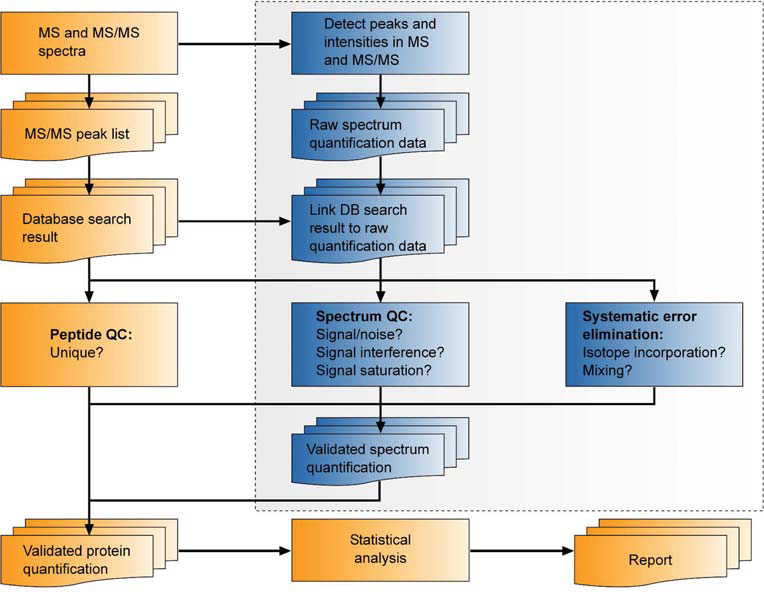 MS and MS/MS
spectra
Detect peaks and
intensities in MS
and MS/MS
MS/MS peak list
Raw spectrum
quantification data
Database search
result
Link DB search
result to raw
quantification data
Peptide QC:
Unique?
Spectrum QC:
Signal/noise?
Signal interference?
Signal saturation?
Systematic error
elimination:
Isotope incorporation?
Mixing?
Validated spectrum
quantification
Validated protein
quantification
Statistical
analysis
Report